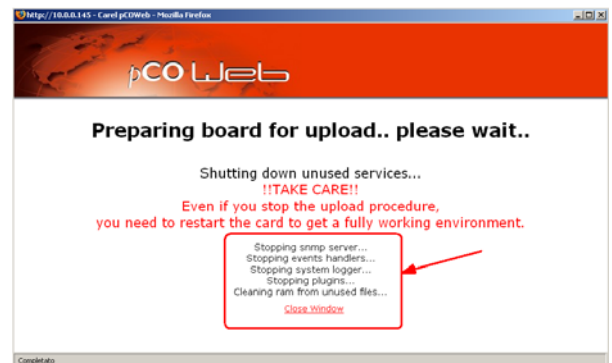 http://10.0.0.145 - Carel pCOWeb - Mozilla Firefox
pCO Web
Preparing board for upload.. please wait..
Shutting down unused services...
!!TAKE CARE!!
Even if you stop the upload procedure,
you need to restart the card to get a fully working environment.
Stopping snmp server...
Stopping events handlers...
Stopping system logger...
Stopping plugins...
Cleaning ram from unused files...
Close Window
Completato